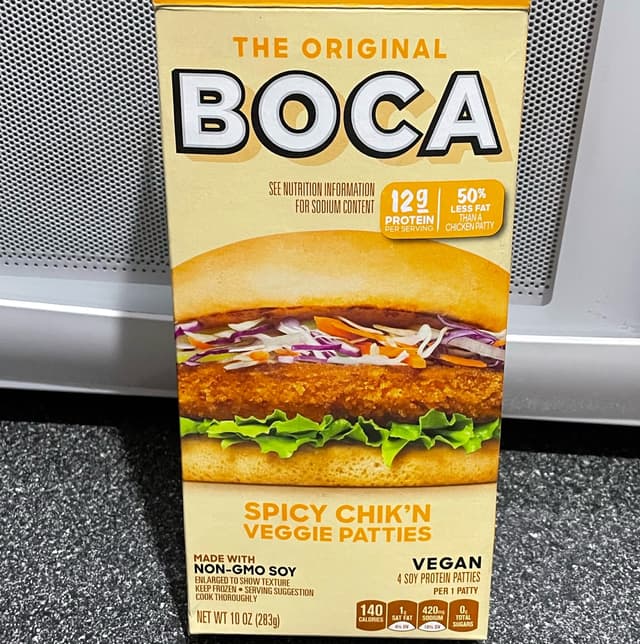 THE ORIGINAL
BOCA
SEE NUTRITION INFORMATION
FOR SODIUM CONTENT
12g
PROTEIN
PER SERVING
50%
LESS FAT
THAN A
CHICKEN PATTY
SPICY CHIK'N
VEGGIE PATTIES
MADE WITH
NON-GMO SOY
ENLARGED TO SHOW TEXTURE
KEEP FROZEN • SERVING SUGGESTION
COOK THOROUGHLY
NET WT 10 OZ (283g)
VEGAN
4 SOY PROTEIN PATTIES
PER 1 PATTY
140
CALORIES
1g
SAT FAT
420mg
SODIUM
0g
TOTAL
SUGARS